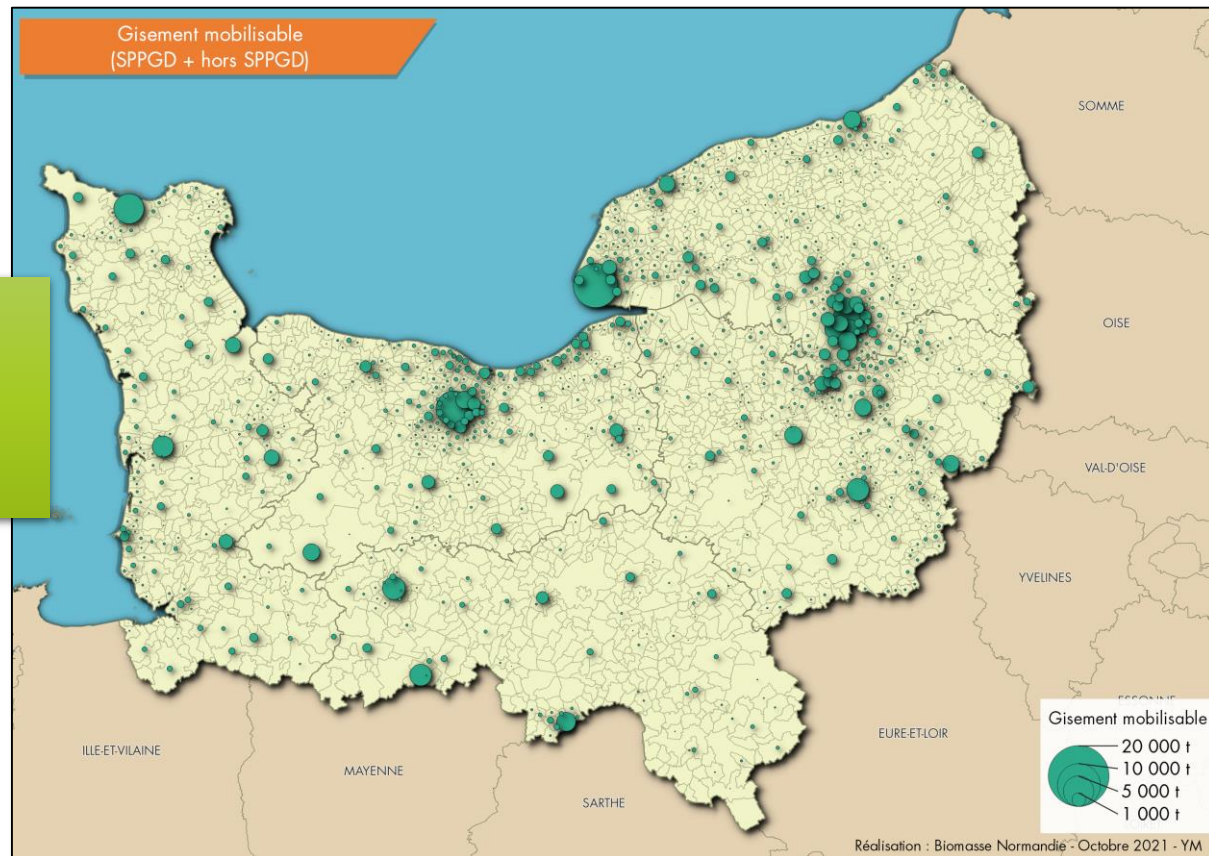 Gisement mobilisable
(SPPGD + hors SPPGD)
SOMME
OISE
VAL-D'OISE
YVELINES
ESSONNE
EURE-ET-LOIR
ILLE-ET-VILAINE
MAYENNE
SARTHE
Gisement mobilisable
20 000 t
10 000 t
5 000 t
1 000 t
Réalisation : Biomasse Normandie - Octobre 2021 - YM